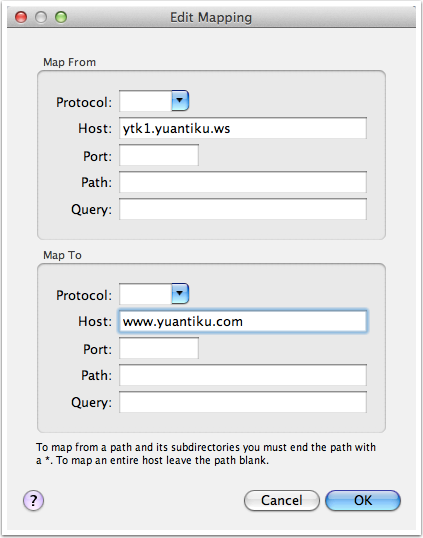 Edit Mapping
Map From
Protocol:
Host: ytk1.yuantiku.ws
Port:
Path:
Query:
Map To
Protocol:
Host: www.yuantiku.com
Port:
Path:
Query:
To map from a path and its subdirectories you must end the path with
a *. To map an entire host leave the path blank.
? Cancel OK